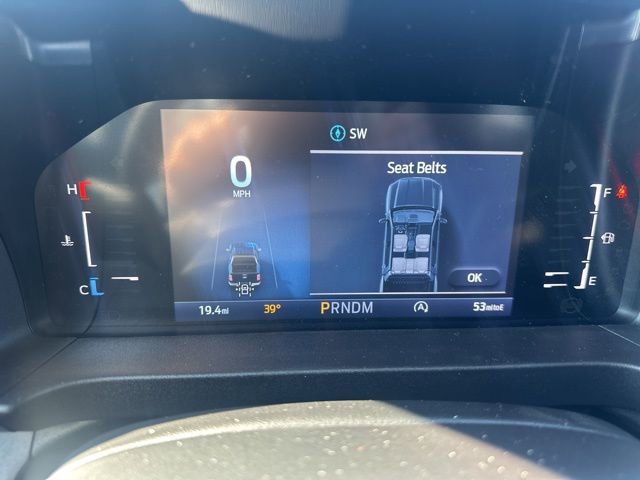 SW
Seat Belts
0
MPH
H
C
F
E
OK
19.4mi 39° PRNDM 53mitoE